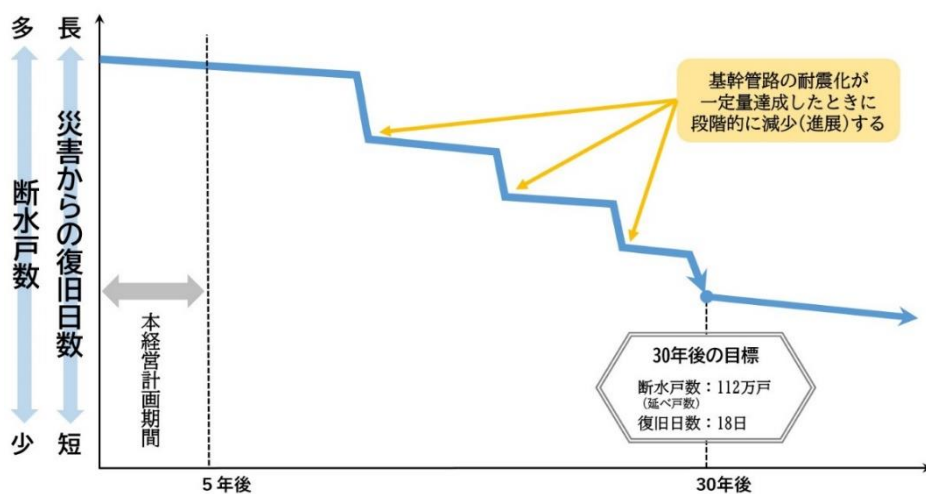 多
長
断水戸数
災害からの復旧日数
少
短
本経営計画期間
基幹管路の耐震化が
一定量達成したときに
段階的に減少(進展)する
30年後の目標
断水戸数:112万戸
(延べ戸数)
復旧日数:18日
5年後
30年後